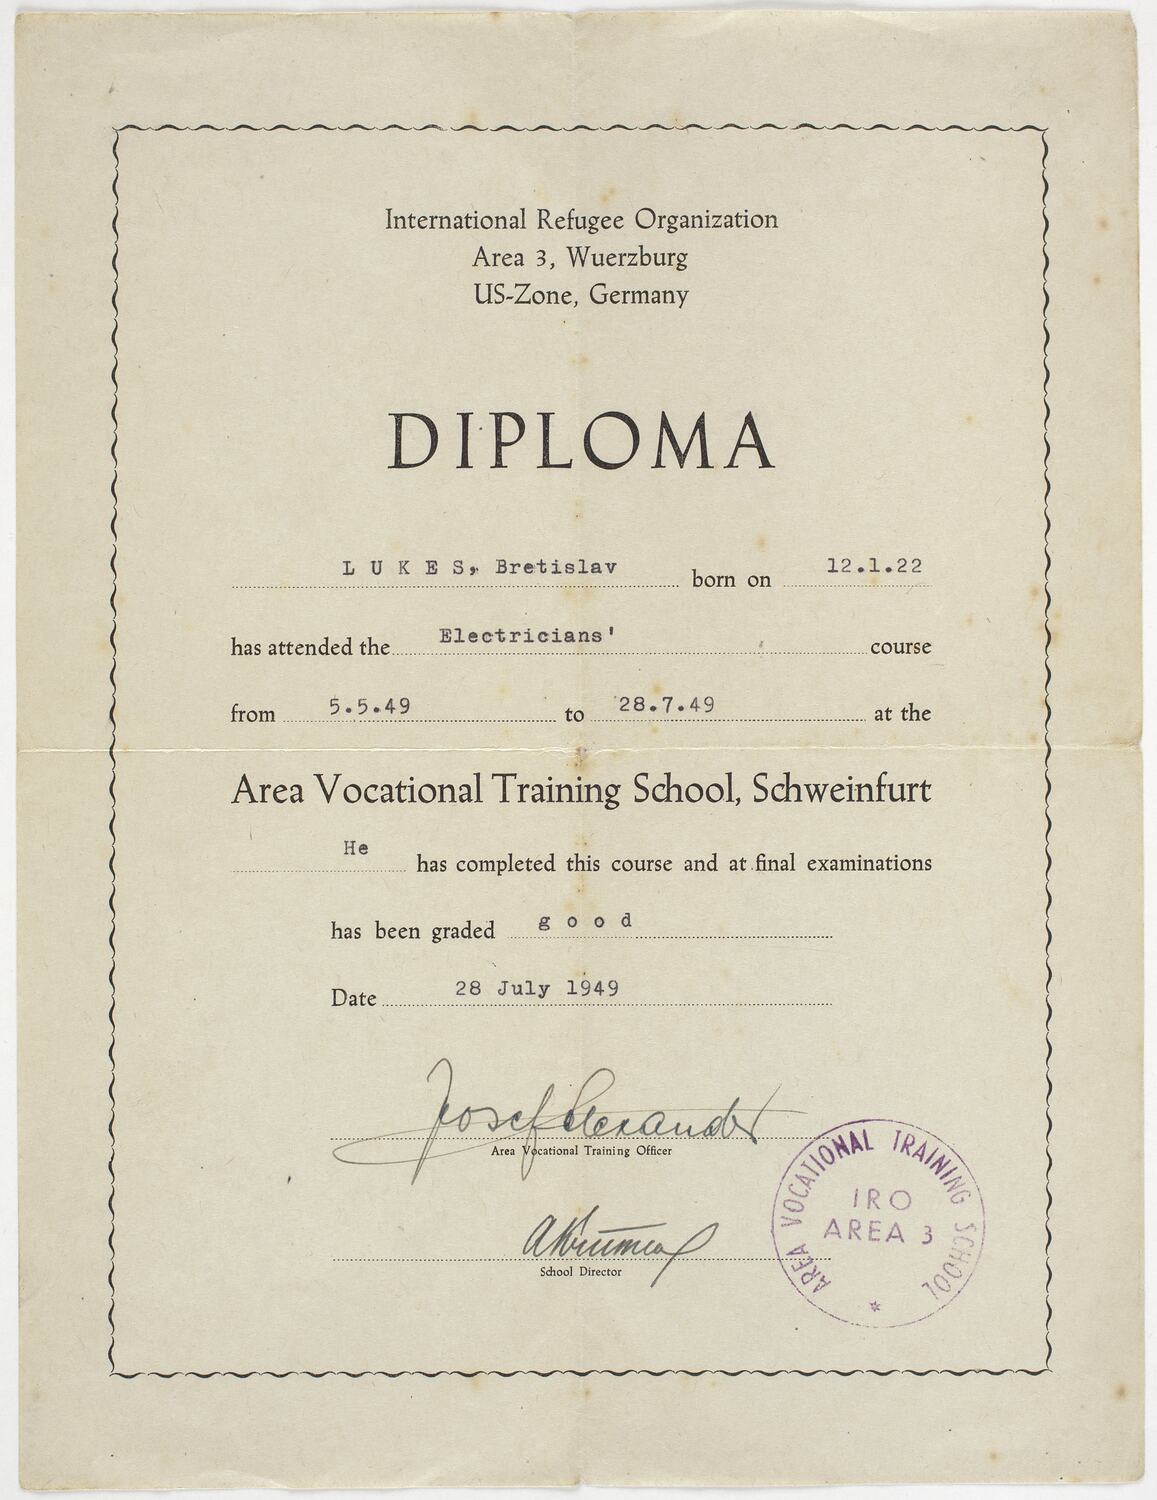 International Refugee Organization
Area 3, Wuerzburg
US-Zone, Germany
DIPLOMA
L U K E S, Bretislav born on 12.1.22
has attended the Electricians' course
from 5.5.49 to 28.7.49 at the
Area Vocational Training School, Schweinfurt
He has completed this course and at final examinations
has been graded g o o d
Date 28 July 1949
Josef Alexander
Area Vocational Training Officer
School Director
AREA VOCATIONAL TRAINING SCHOOL
IRO
AREA 3